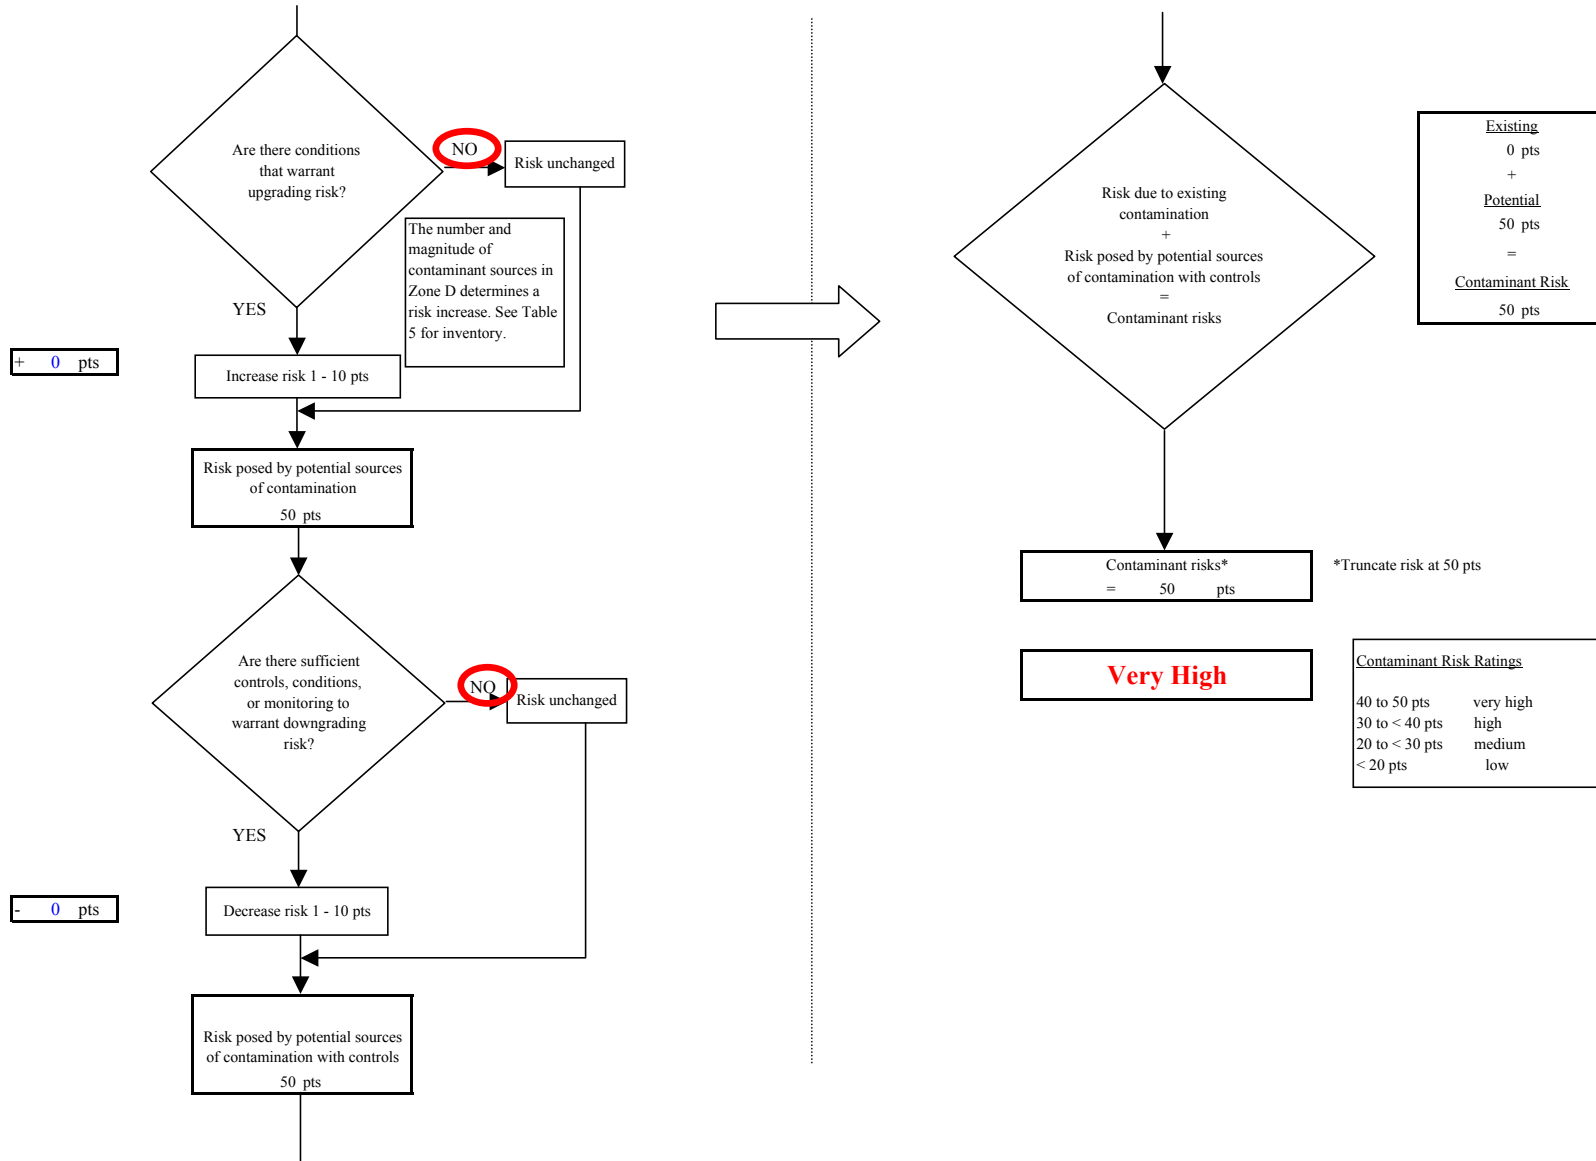 Are there conditions
that warrant
upgrading risk?
NO
Risk unchanged
The number and
magnitude of
contaminant sources in
Zone D determines a
risk increase. See Table
5 for inventory.
YES
+ 0 pts
Increase risk 1 - 10 pts
Risk posed by potential sources
of contamination
50 pts
Are there sufficient
controls, conditions,
or monitoring to
warrant downgrading
risk?
NO
Risk unchanged
YES
- 0 pts
Decrease risk 1 - 10 pts
Risk posed by potential sources
of contamination with controls
50 pts
Risk due to existing
contamination
+
Risk posed by potential sources
of contamination with controls
=
Contaminant risks
Existing
0 pts
+
Potential
50 pts
=
Contaminant Risk
50 pts
Contaminant risks*
= 50 pts
*Truncate risk at 50 pts
Very High
Contaminant Risk Ratings
40 to 50 pts very high
30 to < 40 pts high
20 to < 30 pts medium
< 20 pts low